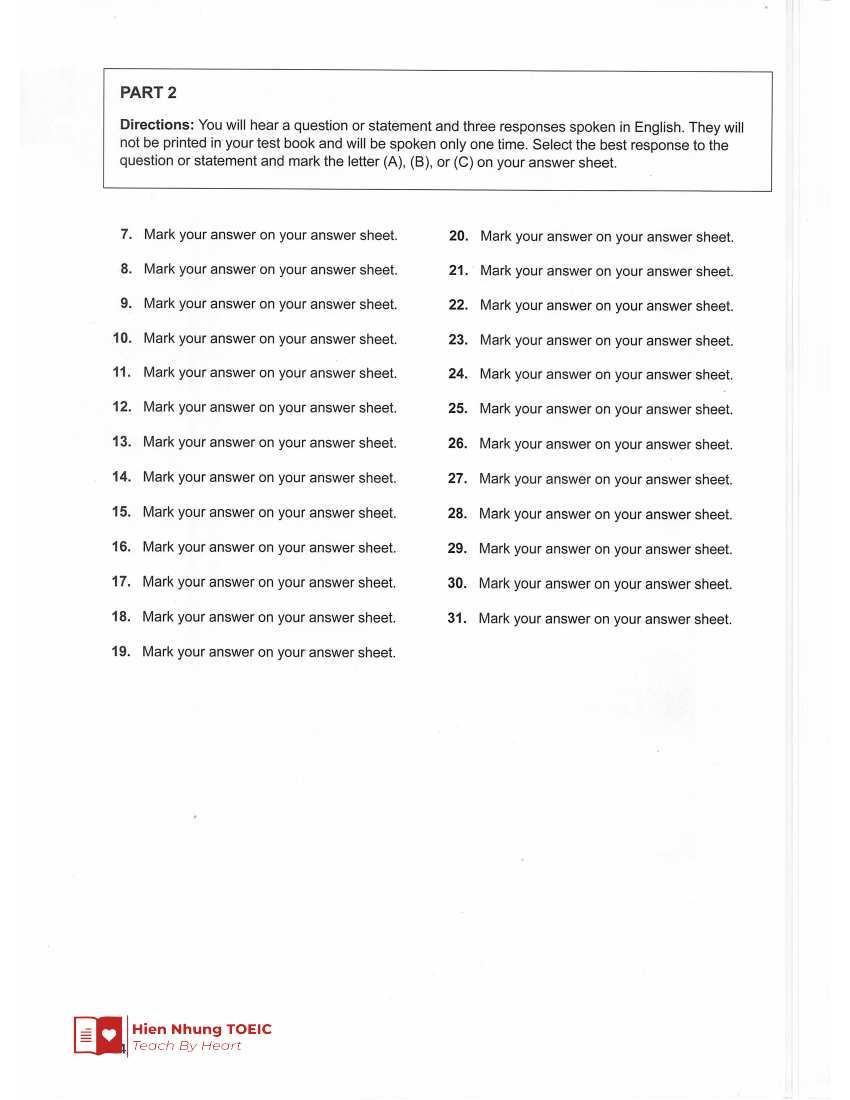 PART 2
Directions: You will hear a question or statement and three responses spoken in English. They will
not be printed in your test book and will be spoken only one time. Select the best response to the
question or statement and mark the letter (A), (B), or (C) on your answer sheet.
7. Mark your answer on your answer sheet.
8. Mark your answer on your answer sheet.
9. Mark your answer on your answer sheet.
10. Mark your answer on your answer sheet.
11. Mark your answer on your answer sheet.
12. Mark your answer on your answer sheet.
13. Mark your answer on your answer sheet.
14. Mark your answer on your answer sheet.
15. Mark your answer on your answer sheet.
16. Mark your answer on your answer sheet.
17. Mark your answer on your answer sheet.
18. Mark your answer on your answer sheet.
19. Mark your answer on your answer sheet.
20. Mark your answer on your answer sheet.
21. Mark your answer on your answer sheet.
22. Mark your answer on your answer sheet.
23. Mark your answer on your answer sheet.
24. Mark your answer on your answer sheet.
25. Mark your answer on your answer sheet.
26. Mark your answer on your answer sheet.
27. Mark your answer on your answer sheet.
28. Mark your answer on your answer sheet.
29. Mark your answer on your answer sheet.
30. Mark your answer on your answer sheet.
31. Mark your answer on your answer sheet.
Hien Nhung TOEIC
Teach By Heart